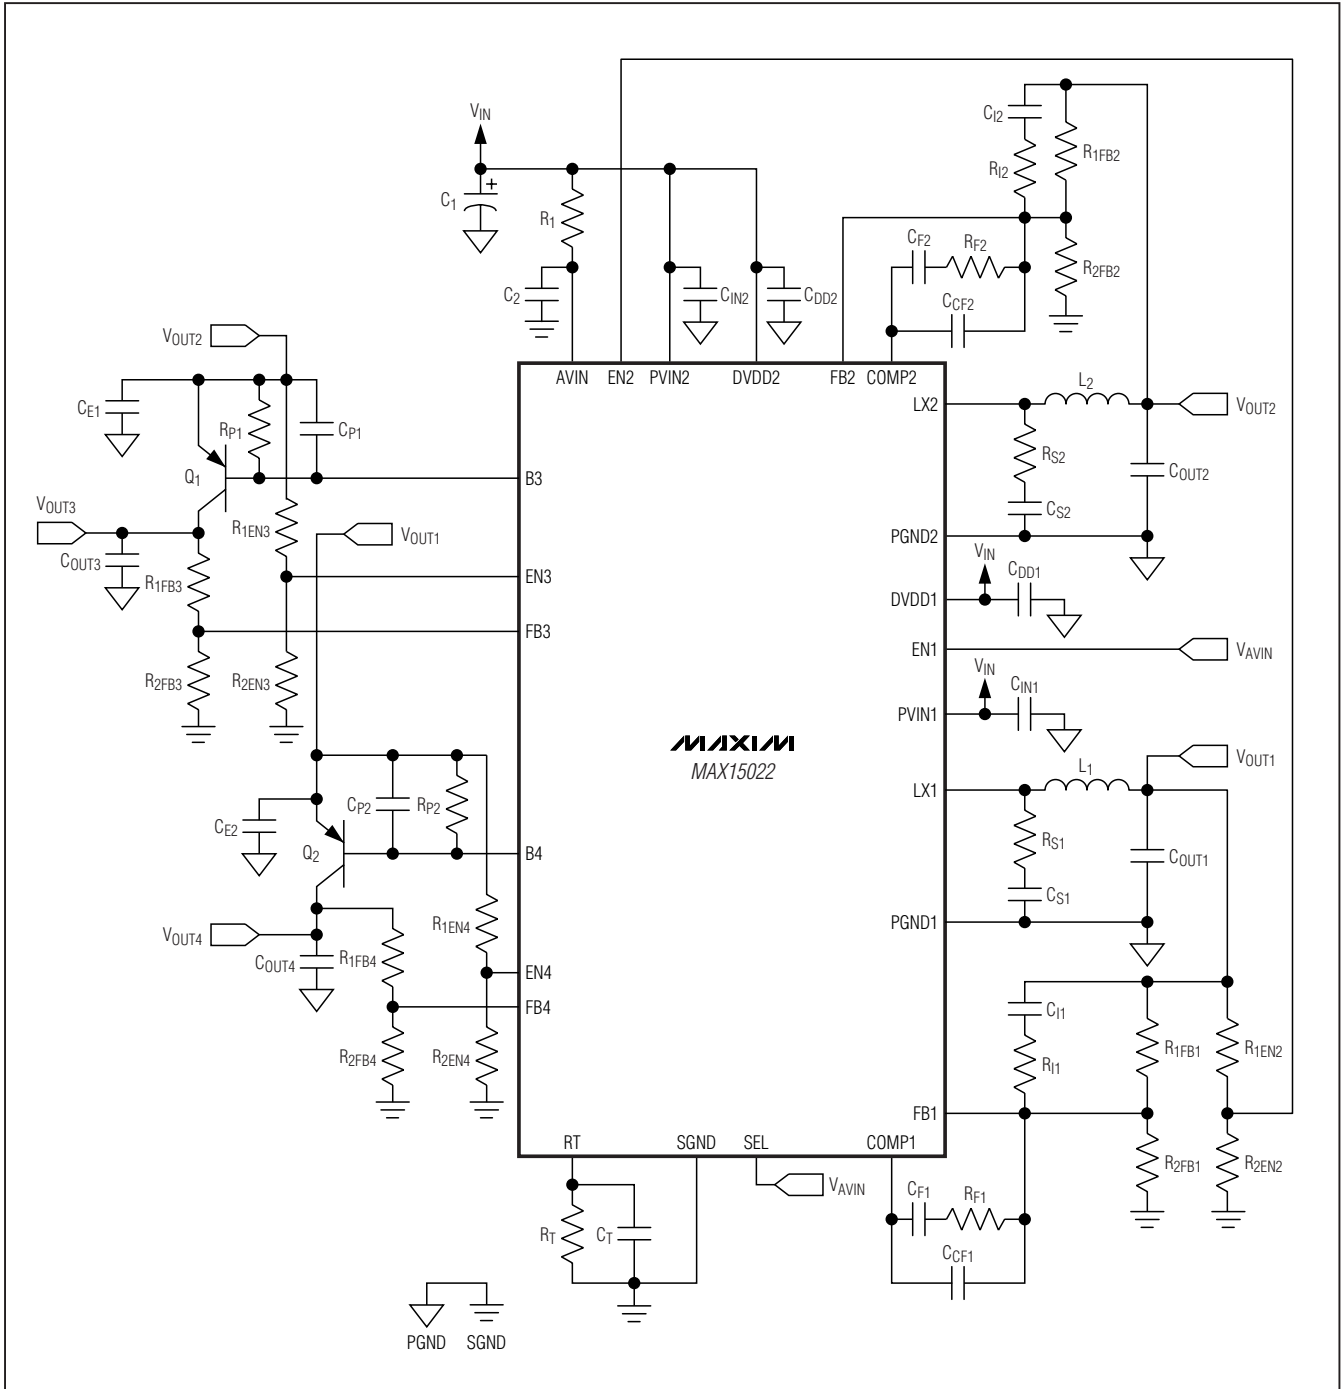 VIN
C1
+
R1
C2
CIN2
CDD2
CI2
RI2
R1FB2
R2FB2
CF2
RF2
CCF2
VOUT2
CE1
RP1
CP1
Q1
VOUT3
COUT3
R1FB3
R2FB3
R1EN3
R2EN3
VOUT1
AVIN
EN2
PVIN2
DVDD2
FB2
COMP2
B3
EN3
FB3
B4
EN4
FB4
LX2
PGND2
DVDD1
EN1
PVIN1
LX1
PGND1
FB1
RT
SGND
SEL
COMP1
MAXIM
MAX15022
L2
VOUT2
RS2
CS2
COUT2
VIN
CDD1
VAVIN
VIN
CIN1
VOUT1
L1
RS1
CS1
COUT1
CI1
RI1
R1FB1
R1EN2
R2FB1
R2EN2
CE2
CP2
RP2
Q2
VOUT4
COUT4
R1FB4
R2FB4
R1EN4
R2EN4
RT
CT
VAVIN
CF1
RF1
CCF1
PGND
SGND